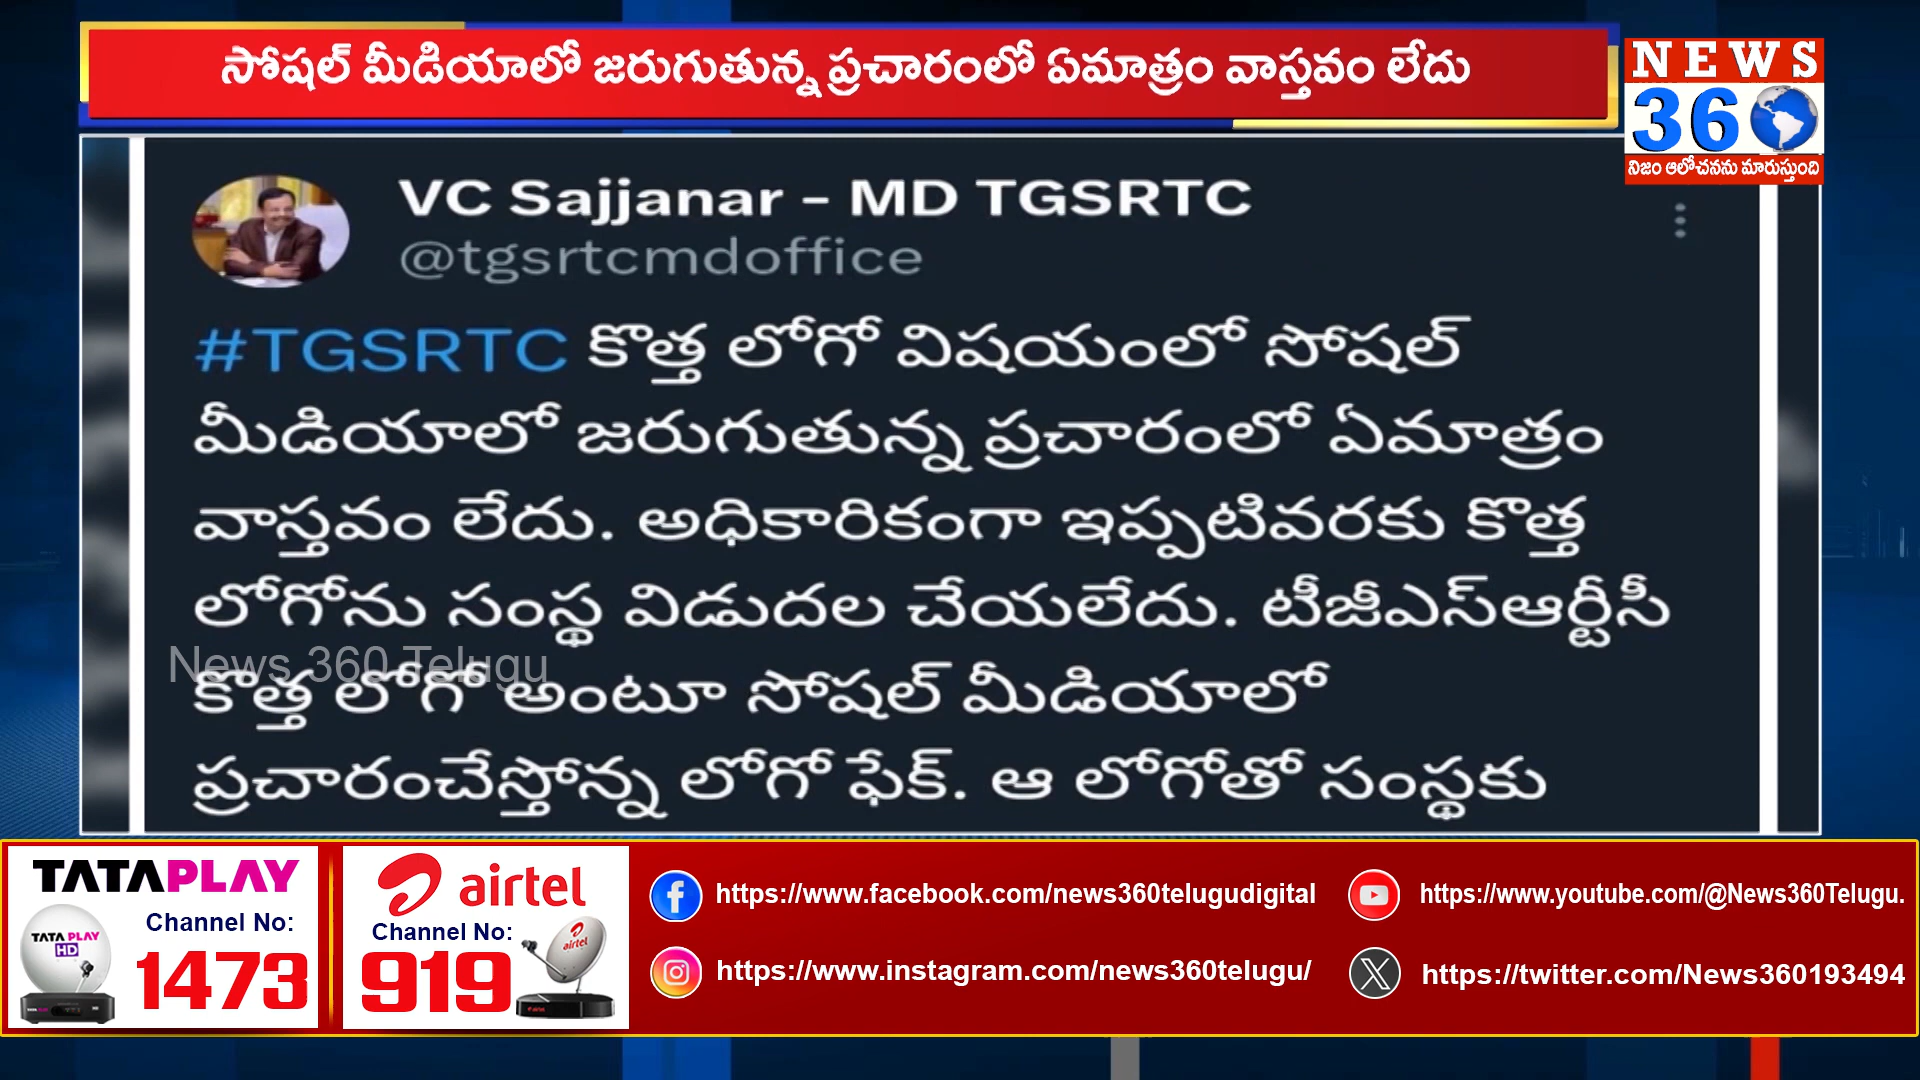 సోషల్ మీడియాలో జరుగుతున్న ప్రచారంలో ఏమాత్రం వాస్తవం లేదు
NEWS
360
నిజం ఆలోచనను మారుస్తుంది
VC Sajjanar – MD TGSRTC
@tgsrtcmdoffice
#TGSRTC కొత్త లోగో విషయంలో సోషల్
మీడియాలో జరుగుతున్న ప్రచారంలో ఏమాత్రం
వాస్తవం లేదు. అధికారికంగా ఇప్పటివరకు కొత్త
లోగోను సంస్థ విడుదల చేయలేదు. టీజీఎస్ఆర్టీసీ
News 360 Telugu
కొత్త లోగో అంటూ సోషల్ మీడియాలో
ప్రచారంచేస్తోన్న లోగో ఫేక్. ఆ లోగోతో సంస్థకు
TATA PLAY
Channel No:
1473
TATA PLAY
HD
airtel
Channel No:
919
airtel
https://www.facebook.com/news360telugudigital
https://www.youtube.com/@News360Telugu.
https://www.instagram.com/news360telugu/
https://twitter.com/News360193494